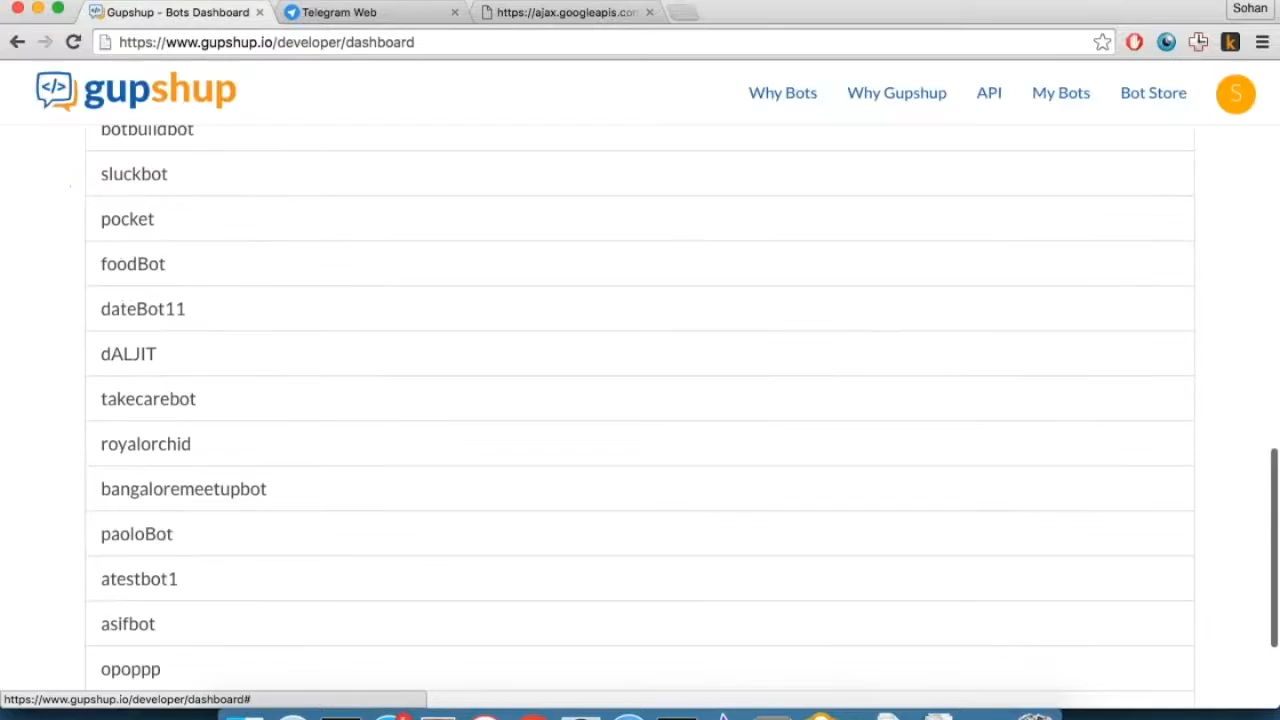 Gupshup - Bots Dashboard
Telegram Web
https://ajax.googleapis.con
Sohan
https://www.gupshup.io/developer/dashboard
gupshup
Why Bots
Why Gupshup
API
My Bots
Bot Store
S
botbuildbot
sluckbot
pocket
foodBot
dateBot11
dALJIT
takecarebot
royalorchid
bangaloremeetupbot
paoloBot
atestbot1
asifbot
opoppp
https://www.gupshup.io/developer/dashboard#